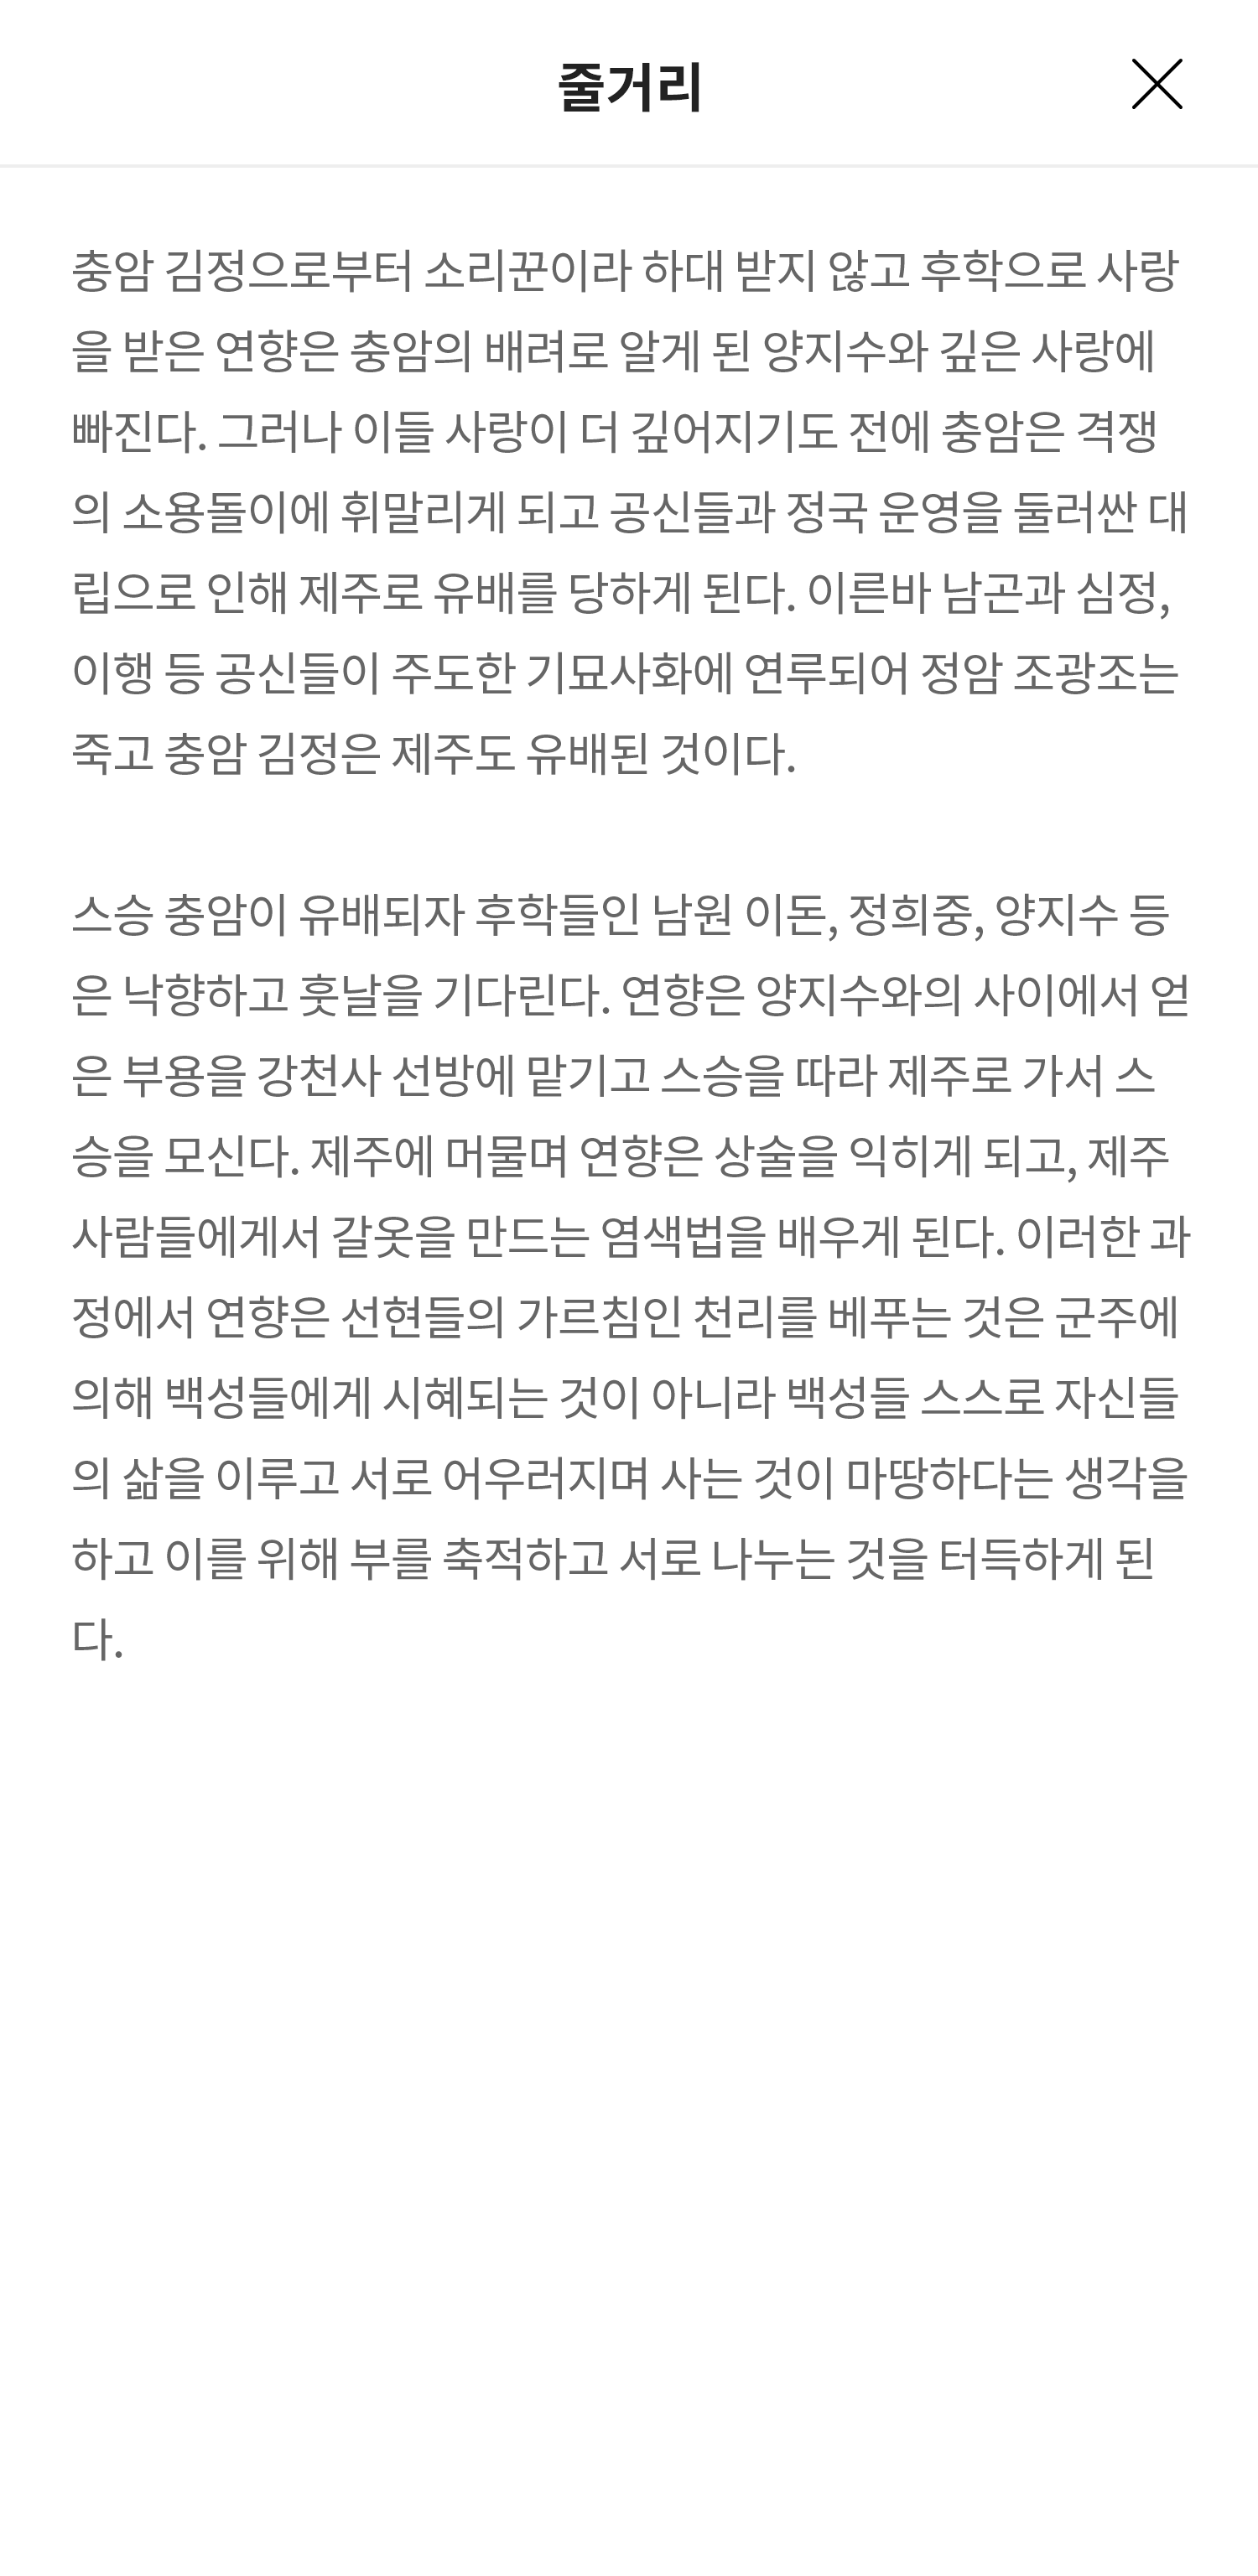 줄거리
충암 김정으로부터 소리꾼이라 하대 받지 않고 후학으로 사랑
을 받은 연향은 충암의 배려로 알게 된 양지수와 깊은 사랑에
빠진다. 그러나 이들 사랑이 더 깊어지기도 전에 충암은 격쟁
의 소용돌이에 휘말리게 되고 공신들과 정국 운영을 둘러싼 대
립으로 인해 제주로 유배를 당하게 된다. 이른바 남곤과 심정,
이행 등 공신들이 주도한 기묘사화에 연루되어 정암 조광조는
죽고 충암 김정은 제주도 유배된 것이다.
스승 충암이 유배되자 후학들인 남원 이돈, 정희중, 양지수 등
은 낙향하고 훗날을 기다린다. 연향은 양지수와의 사이에서 얻
은 부용을 강천사 선방에 맡기고 스승을 따라 제주로 가서 스
승을 모신다. 제주에 머물며 연향은 상술을 익히게 되고, 제주
사람들에게서 갈옷을 만드는 염색법을 배우게 된다. 이러한 과
정에서 연향은 선현들의 가르침인 천리를 베푸는 것은 군주에
의해 백성들에게 시혜되는 것이 아니라 백성들 스스로 자신들
의 삶을 이루고 서로 어우러지며 사는 것이 마땅하다는 생각을
하고 이를 위해 부를 축적하고 서로 나누는 것을 터득하게 된
다.